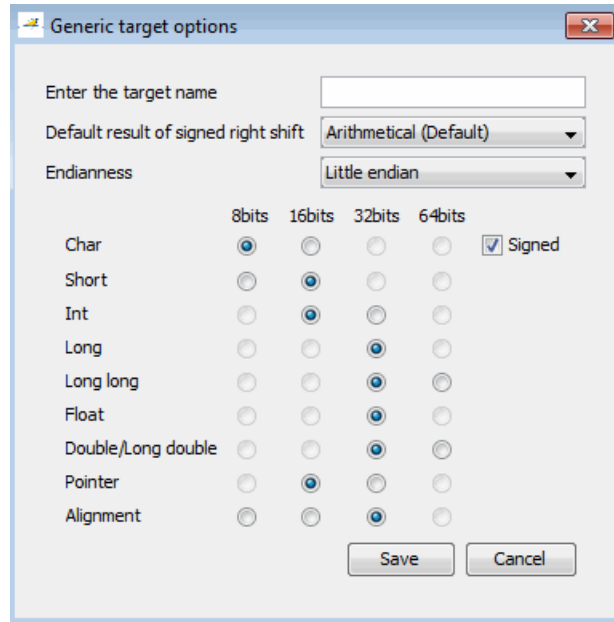 Generic target options
Enter the target name
Default result of signed right shift Arithmetical (Default)
Endianness Little endian
8bits 16bits 32bits 64bits
Char Signed
Short
Int
Long
Long long
Float
Double/Long double
Pointer
Alignment
Save Cancel